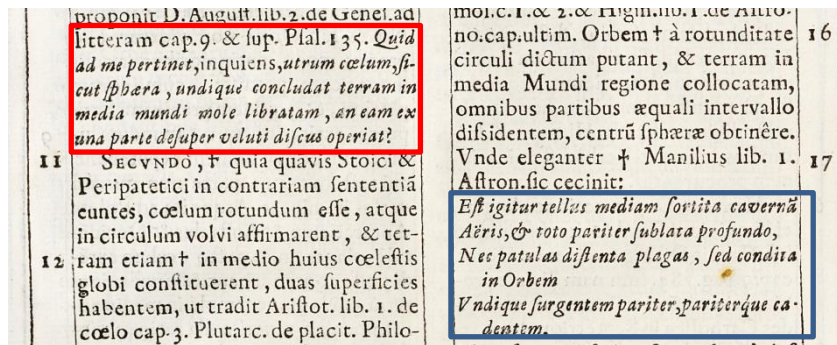 proponit D. August. lib. 2. de Genes. ad
litteram cap. 9. & sup. Psal. 135. Quid
ad me pertinet, inquiens, utrum cœlum, si-
cut sphæra, undique concludat terram in
media mundi mole libratam, an eam ex
una parte desuper veluti discus operiat?
11 SECVNDO, † quia quavis Stoici &
Peripatetici in contrariam sententiã
euntes, cœlum rotundum esse, atque
in circulum volvi affirmarent, & ter-
12 ram etiam † in medio huius cœlestis
globi constituerent, duas superficies
habentem, ut tradit Aristot. lib. 1. de
cœlo cap. 3. Plutarc. de placit. Philo-
mol. c. 1. & 2. & Higin. lib. 1. de Astro-
no. cap. ultim. Orbem † à rotunditate 16
circuli dictum putant, & terram in
media Mundi regione collocatam,
omnibus partibus æquali intervallo
dissidentem, centrũ sphæræ obtinêre.
Vnde eleganter † Manilius lib. 1. 17
Astron. sic cecinit:
Est igitur tellus mediam sortita cavernã
Aëris, & toto pariter sublata profundo,
Nec patulas distenta plagas, sed condita
in Orbem
Vndique surgentem pariter, pariterque ca-
dentem.